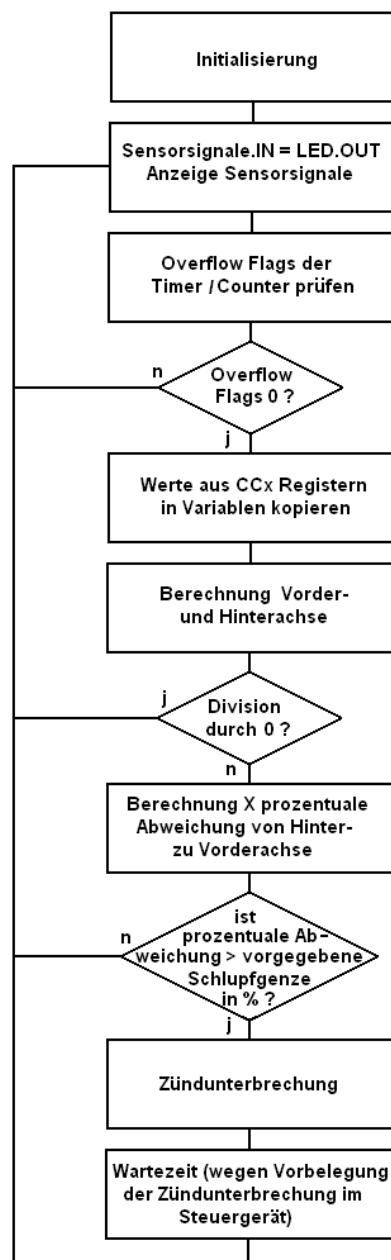 Initialisierung
Sensorsignale.IN = LED.OUT
Anzeige Sensorsignale
Overflow Flags der
Timer / Counter prüfen
n
Overflow
Flags 0 ?
j
Werte aus CCx Registern
in Variablen kopieren
Berechnung Vorder-
und Hinterachse
j
Division
durch 0 ?
n
Berechnung X prozentuale
Abweichung von Hinter-
zu Vorderachse
ist
n
prozentuale Ab-
weichung > vorgegebene
Schlupfgenze
in % ?
j
Zündunterbrechung
Wartezeit (wegen Vorbelegung
der Zündunterbrechung im
Steuergerät)